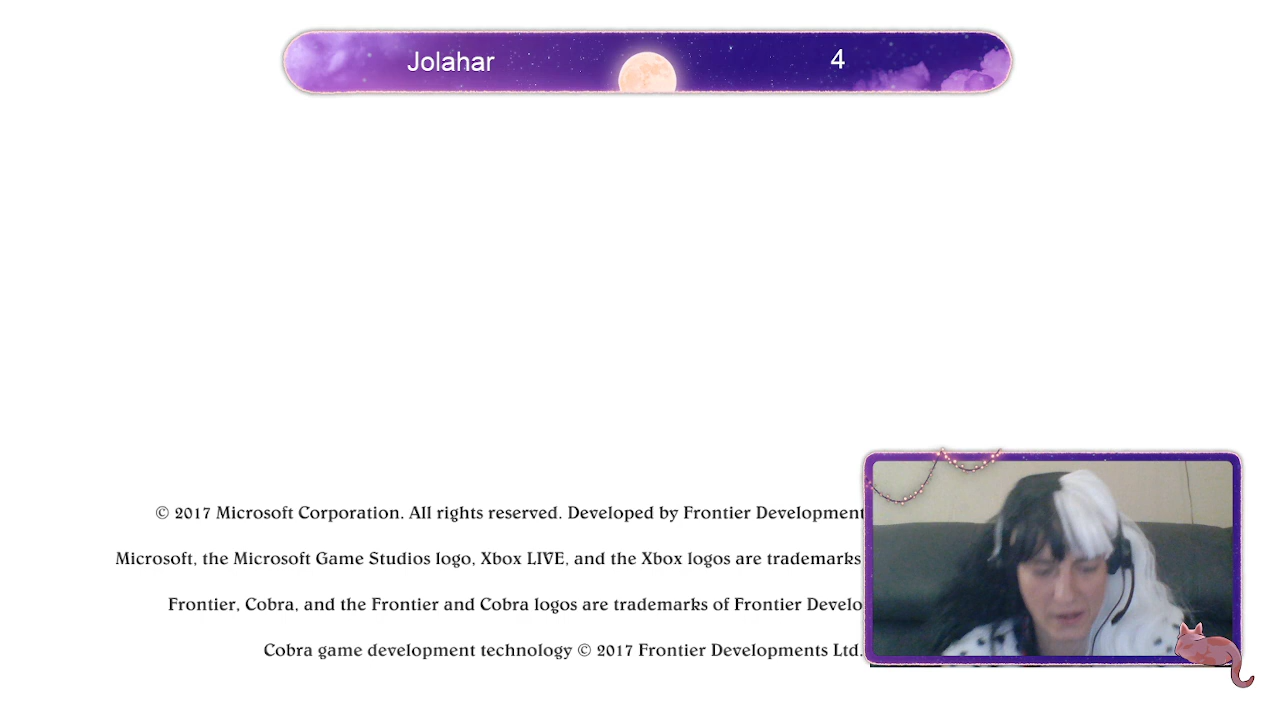 Jolahar
4
© 2017 Microsoft Corporation. All rights reserved. Developed by Frontier Development
Microsoft, the Microsoft Game Studios logo, Xbox LIVE, and the Xbox logos are trademarks
Frontier, Cobra, and the Frontier and Cobra logos are trademarks of Frontier Develo
Cobra game development technology © 2017 Frontier Developments Ltd.